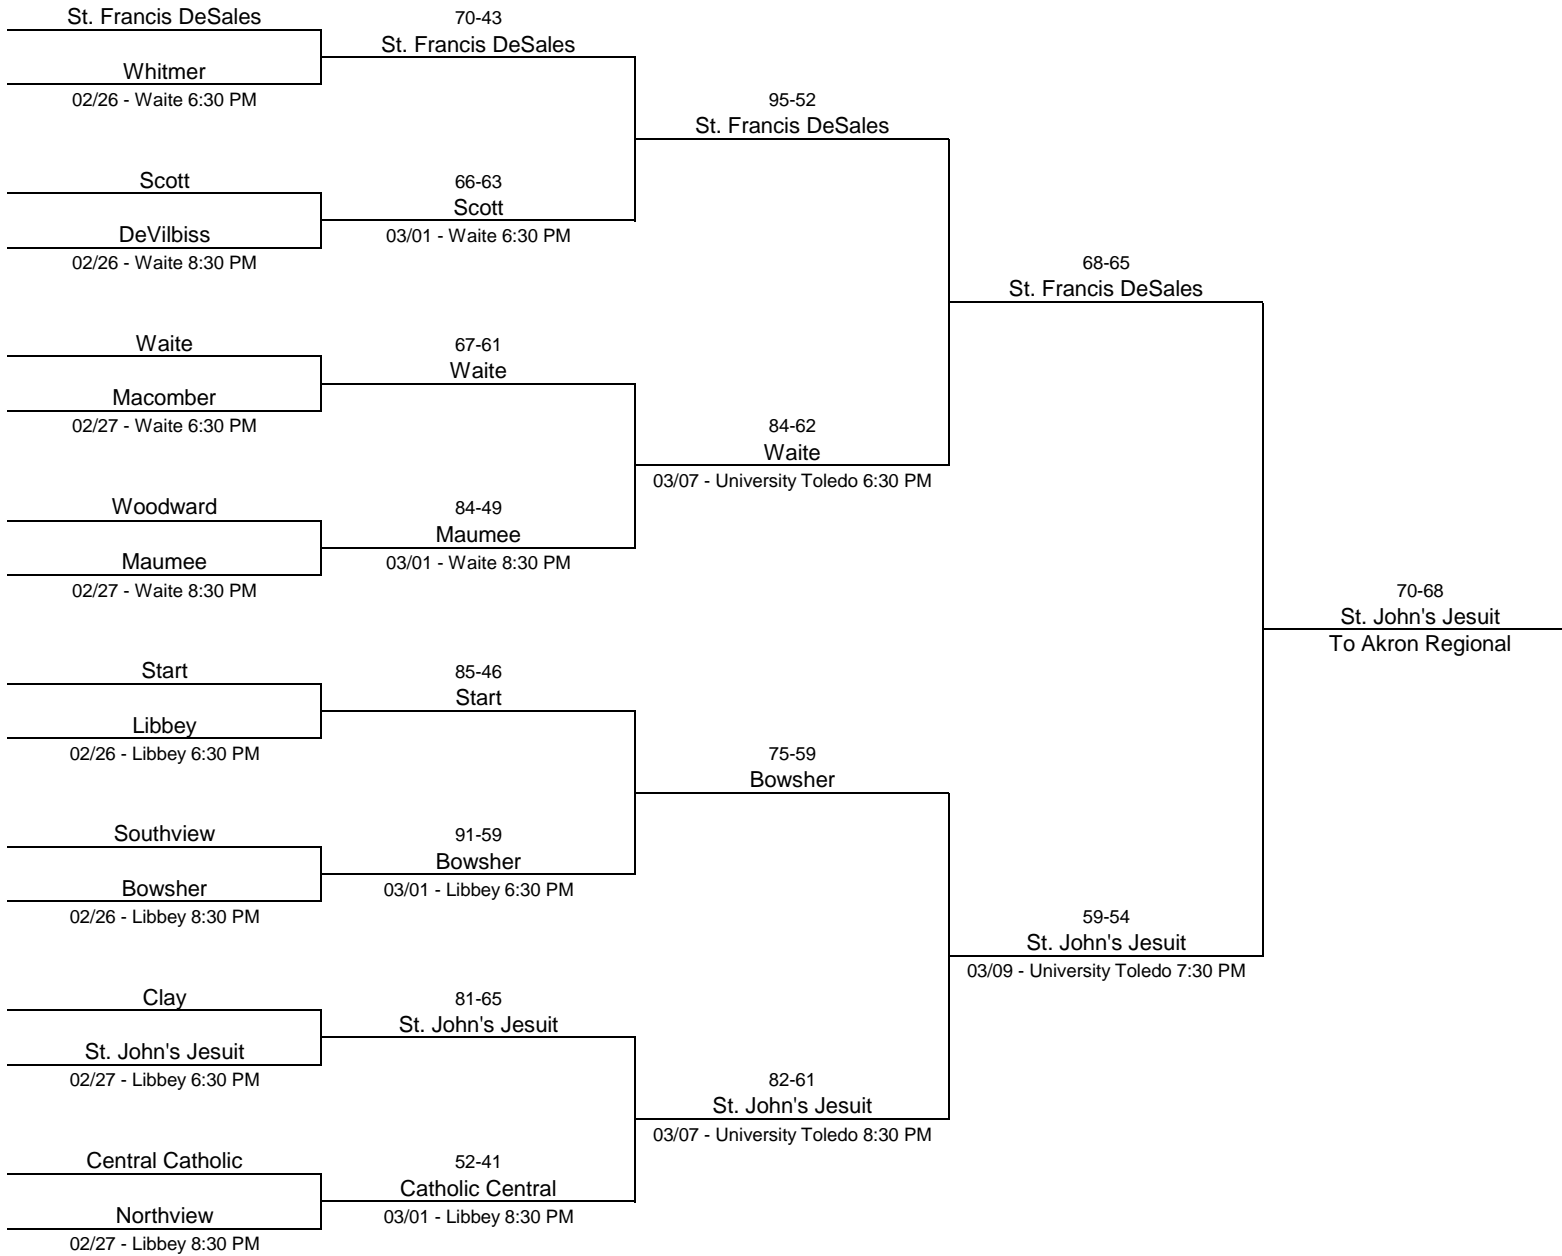 St. Francis DeSales
Whitmer
02/26 - Waite 6:30 PM
Scott
DeVilbiss
02/26 - Waite 8:30 PM
Waite
Macomber
02/27 - Waite 6:30 PM
Woodward
Maumee
02/27 - Waite 8:30 PM
Start
Libbey
02/26 - Libbey 6:30 PM
Southview
Bowsher
02/26 - Libbey 8:30 PM
Clay
St. John's Jesuit
02/27 - Libbey 6:30 PM
Central Catholic
Northview
02/27 - Libbey 8:30 PM
70-43
St. Francis DeSales
66-63
Scott
03/01 - Waite 6:30 PM
67-61
Waite
84-49
Maumee
03/01 - Waite 8:30 PM
85-46
Start
91-59
Bowsher
03/01 - Libbey 6:30 PM
81-65
St. John's Jesuit
52-41
Catholic Central
03/01 - Libbey 8:30 PM
95-52
St. Francis DeSales
84-62
Waite
03/07 - University Toledo 6:30 PM
75-59
Bowsher
82-61
St. John's Jesuit
03/07 - University Toledo 8:30 PM
68-65
St. Francis DeSales
59-54
St. John's Jesuit
03/09 - University Toledo 7:30 PM
70-68
St. John's Jesuit
To Akron Regional